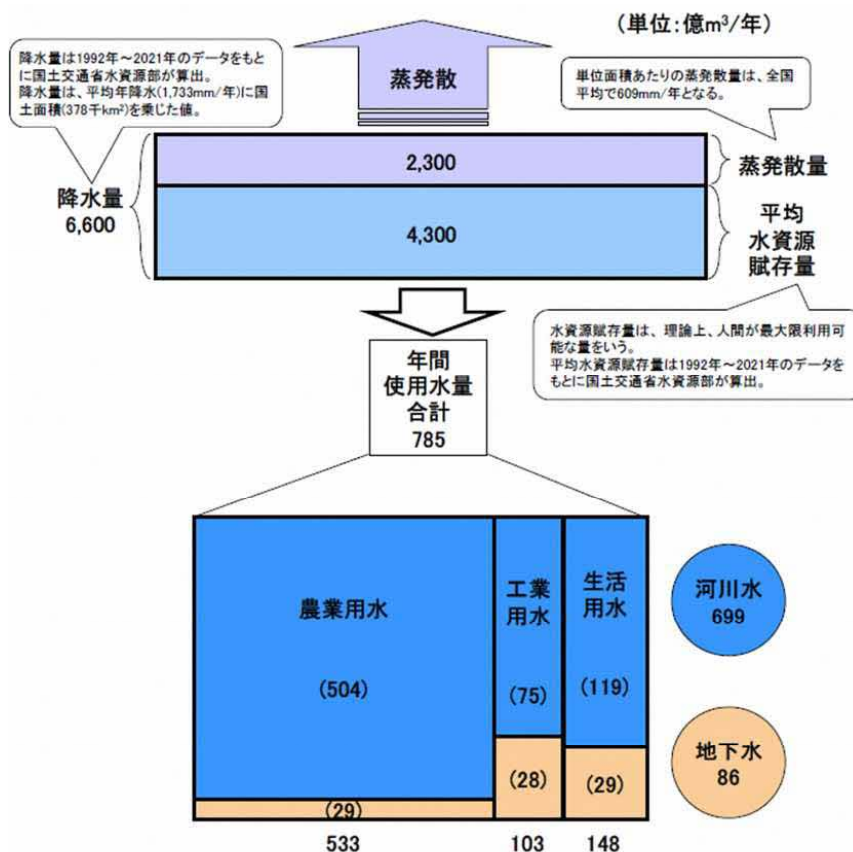 (単位:億m³/年)
降水量は1992年～2021年のデータをもと
に国土交通省水資源部が算出。
降水量は、平均年降水(1,733mm/年)に国
土面積(378千km²)を乗じた値。
蒸発散
単位面積あたりの蒸発散量は、全国
平均で609mm/年となる。
2,300
蒸発散量
降水量
6,600
4,300
平均
水資源
賦存量
水資源賦存量は、理論上、人間が最大限利用可
能な量をいう。
平均水資源賦存量は1992年～2021年のデータを
もとに国土交通省水資源部が算出。
年間
使用水量
合計
785
農業用水
(504)
(29)
533
工業
用水
(75)
(28)
103
生活
用水
(119)
(29)
148
河川水
699
地下水
86